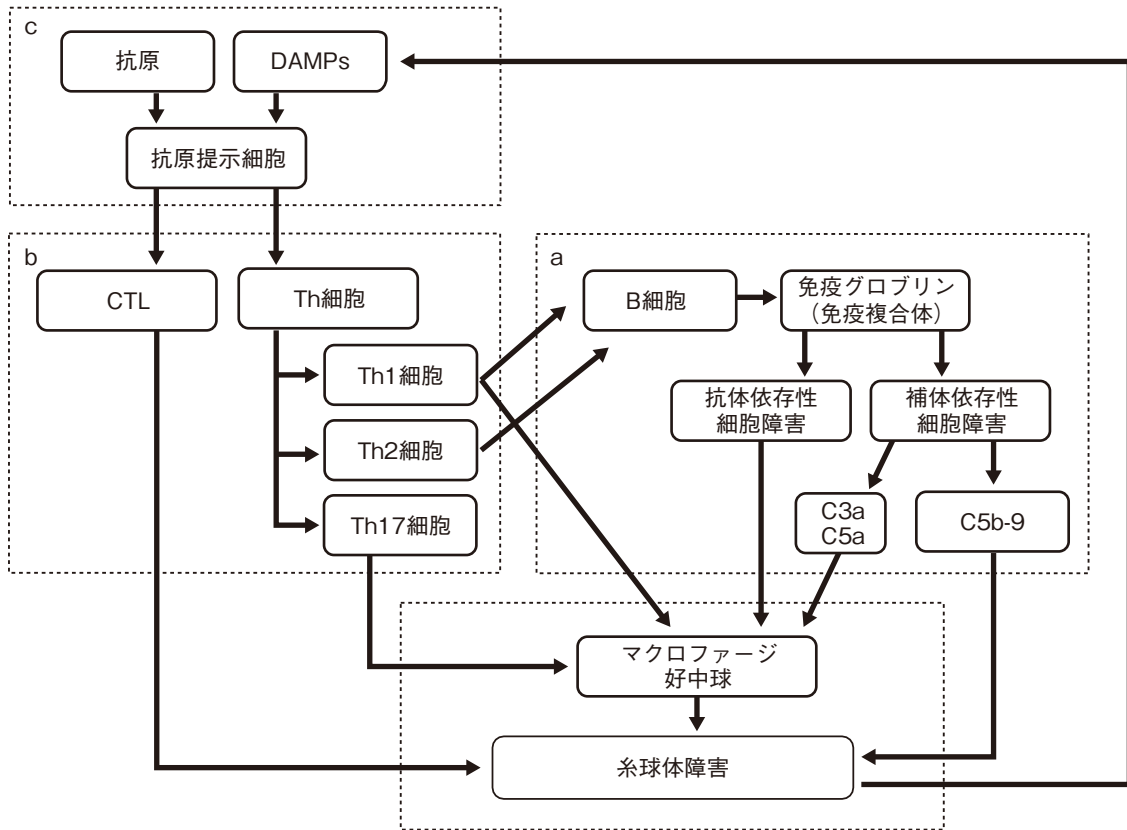 c
抗原
DAMPs
抗原提示細胞
b
CTL
Th細胞
Th1細胞
Th2細胞
Th17細胞
a
B細胞
免疫グロブリン
（免疫複合体）
抗体依存性
細胞障害
補体依存性
細胞障害
C3a
C5a
C5b-9
マクロファージ
好中球
糸球体障害